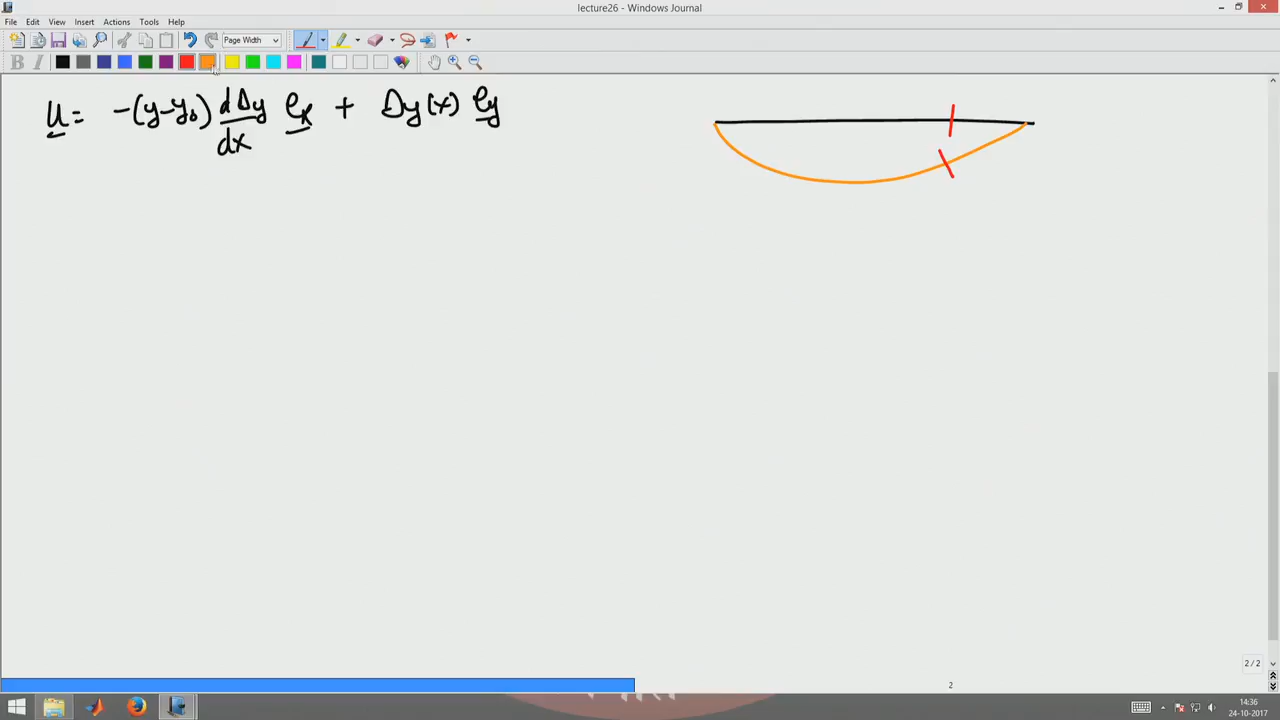 lecture26 - Windows Journal
File Edit View Insert Actions Tools Help
Page Width
B I
u = -(y-y₀) dΔy/dx e_x + Δy(x) e_y
2 / 2
2
14:36
24-10-2017